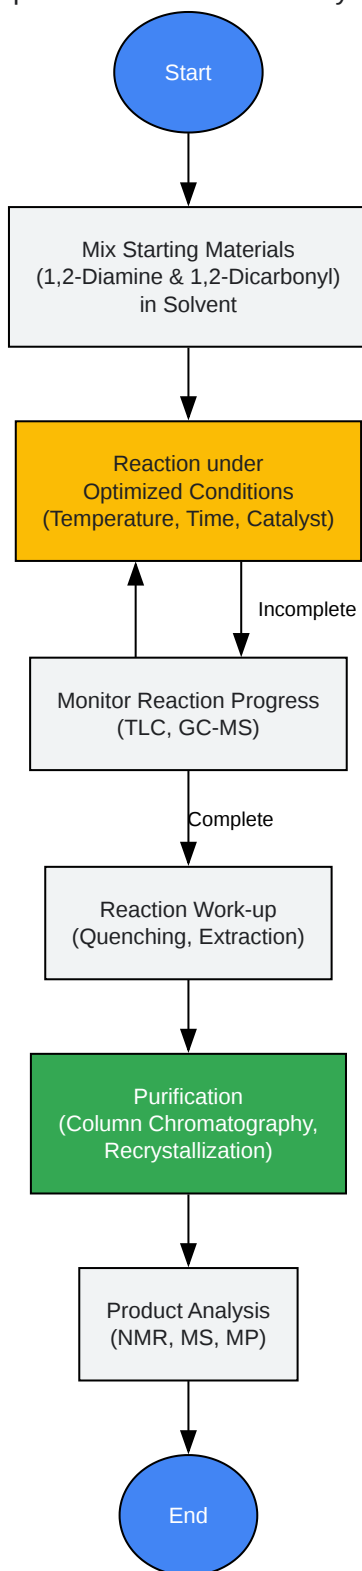 Start
Mix Starting Materials
(1,2-Diamine & 1,2-Dicarbonyl)
in Solvent
Reaction under
Optimized Conditions
(Temperature, Time, Catalyst)
Incomplete
Monitor Reaction Progress
(TLC, GC-MS)
Complete
Reaction Work-up
(Quenching, Extraction)
Purification
(Column Chromatography,
Recrystallization)
Product Analysis
(NMR, MS, MP)
End